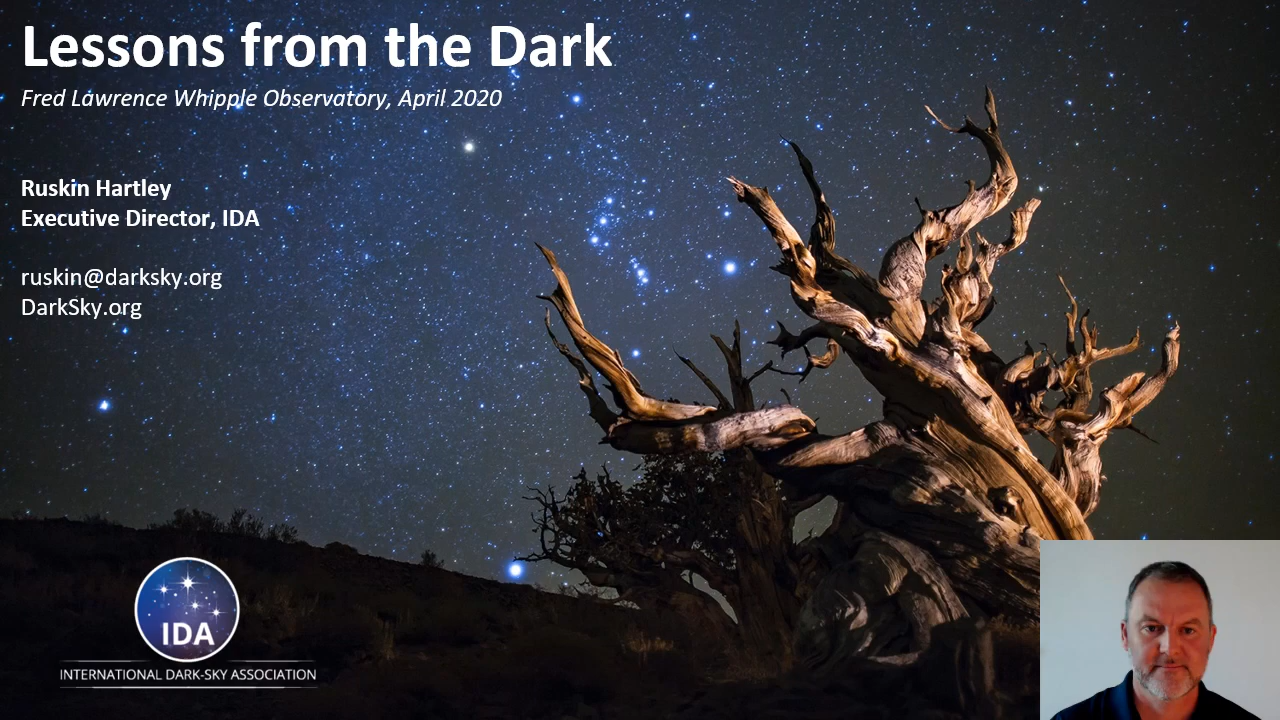 Lessons from the Dark
Fred Lawrence Whipple Observatory, April 2020
Ruskin Hartley
Executive Director, IDA
ruskin@darksky.org
DarkSky.org
IDA
INTERNATIONAL DARK-SKY ASSOCIATION